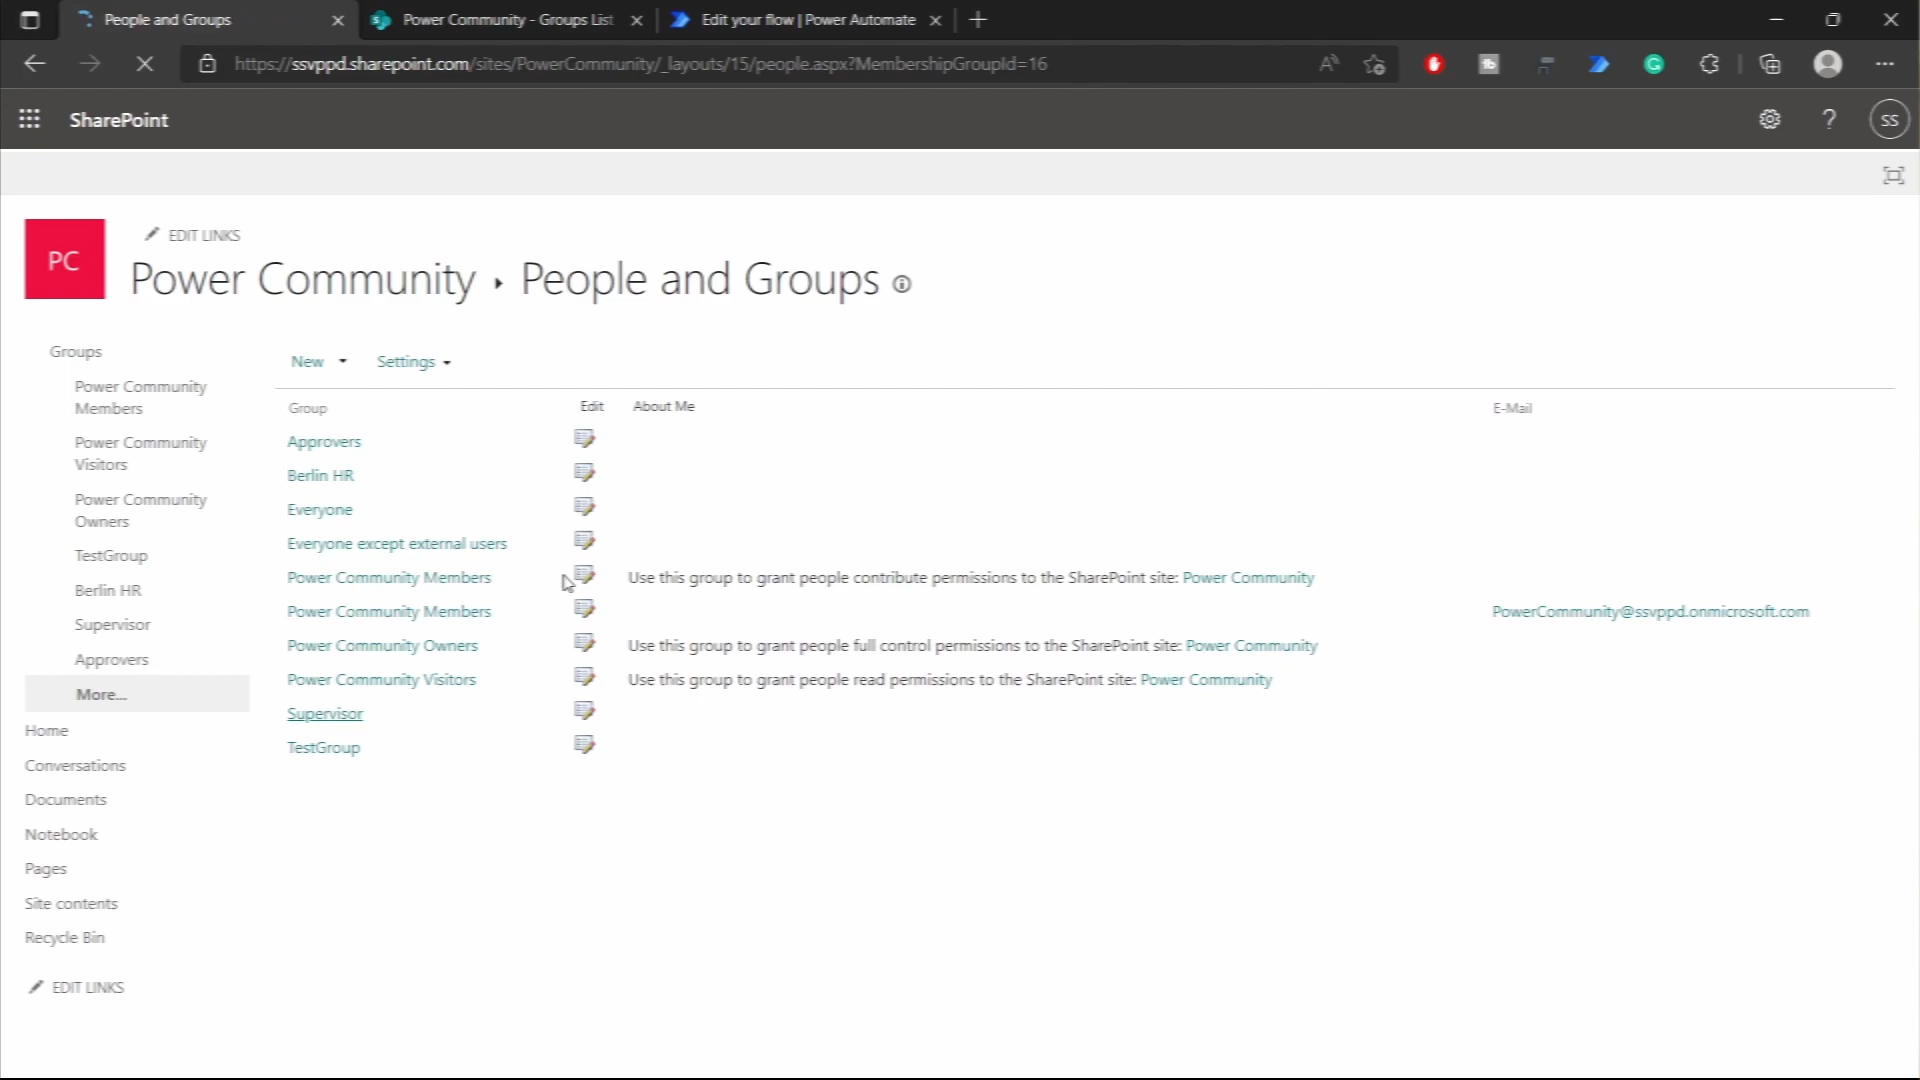 People and Groups
Power Community - Groups List
Edit your flow | Power Automate
https://ssvppd.sharepoint.com/sites/PowerCommunity/_layouts/15/people.aspx?MembershipGroupId=16
SharePoint
SS
PC
EDIT LINKS
Power Community People and Groups
Groups
Power Community
Members
Power Community
Visitors
Power Community
Owners
TestGroup
Berlin HR
Supervisor
Approvers
More...
Home
Conversations
Documents
Notebook
Pages
Site contents
Recycle Bin
EDIT LINKS
New Settings
Group Edit About Me E-Mail
Approvers
Berlin HR
Everyone
Everyone except external users
Power Community Members Use this group to grant people contribute permissions to the SharePoint site: Power Community
Power Community Members PowerCommunity@ssvppd.onmicrosoft.com
Power Community Owners Use this group to grant people full control permissions to the SharePoint site: Power Community
Power Community Visitors Use this group to grant people read permissions to the SharePoint site: Power Community
Supervisor
TestGroup